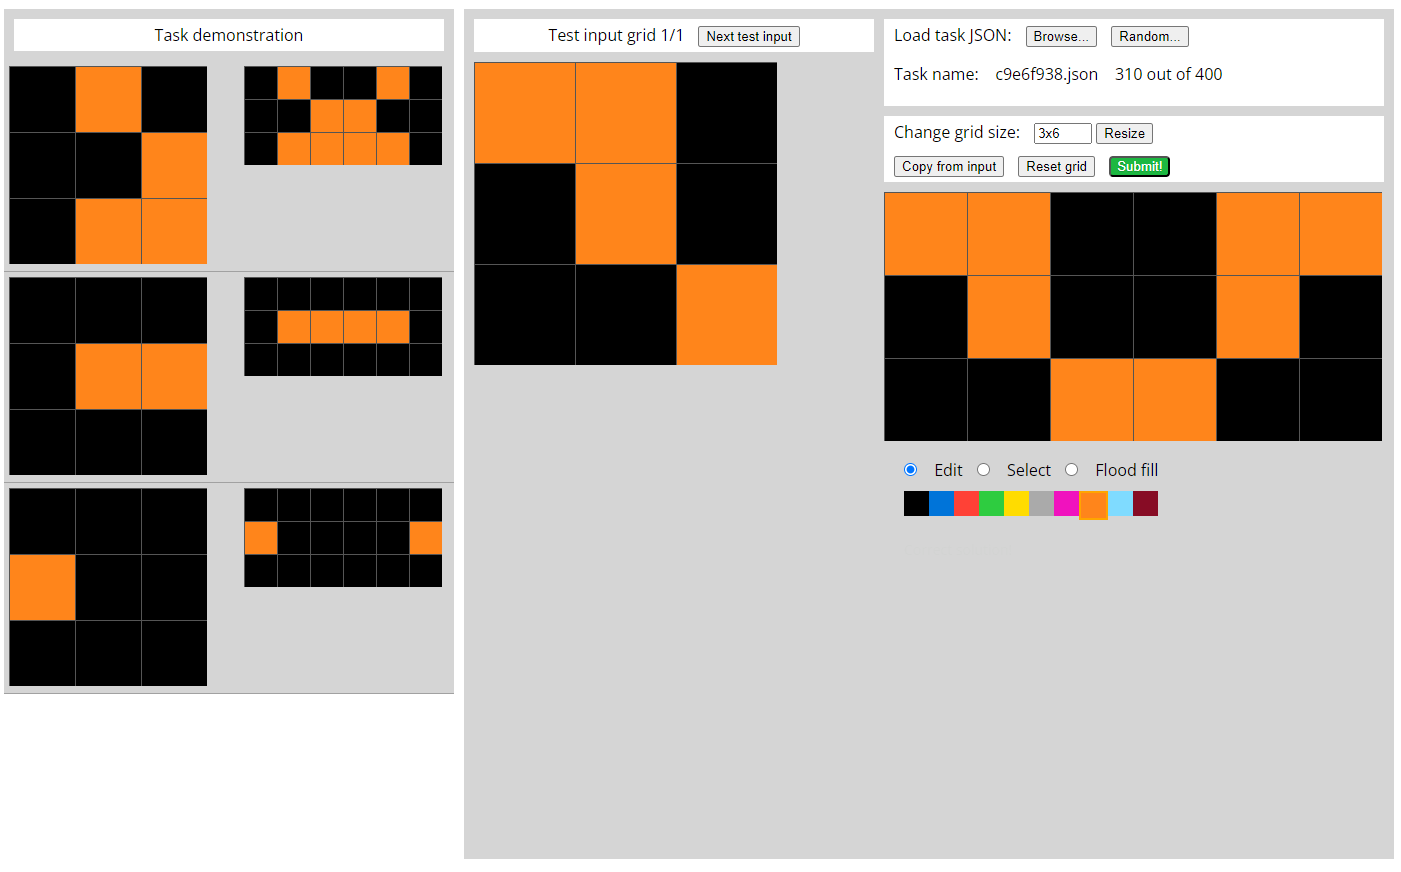 Task demonstration
Test input grid 1/1 Next test input
Load task JSON: Browse... Random...
Task name: c9e6f938.json 310 out of 400
Change grid size: 3x6 Resize
Copy from input Reset grid Submit!
Edit Select Flood fill